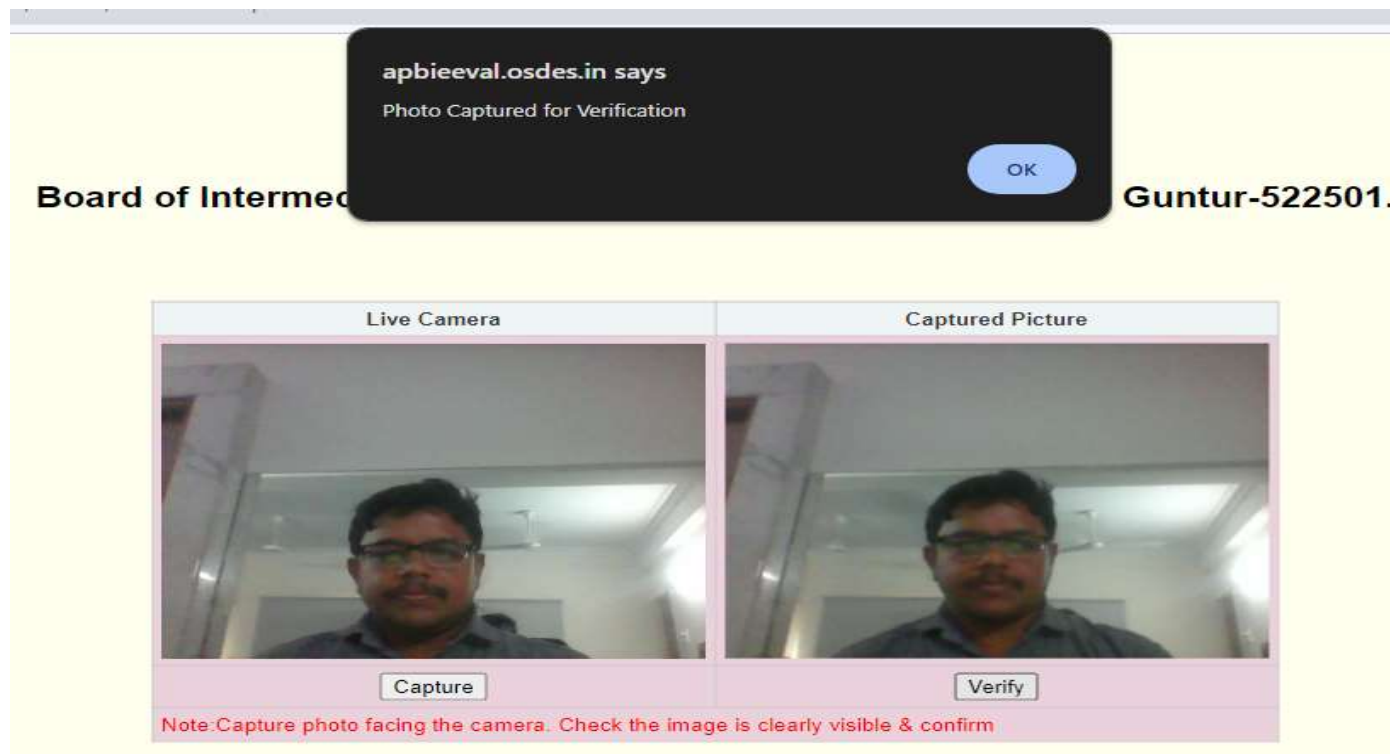 apbieeval.osdes.in says
Photo Captured for Verification
OK
Board of Intermed Guntur-522501.
Live Camera Captured Picture
Capture Verify
Note:Capture photo facing the camera. Check the image is clearly visible & confirm